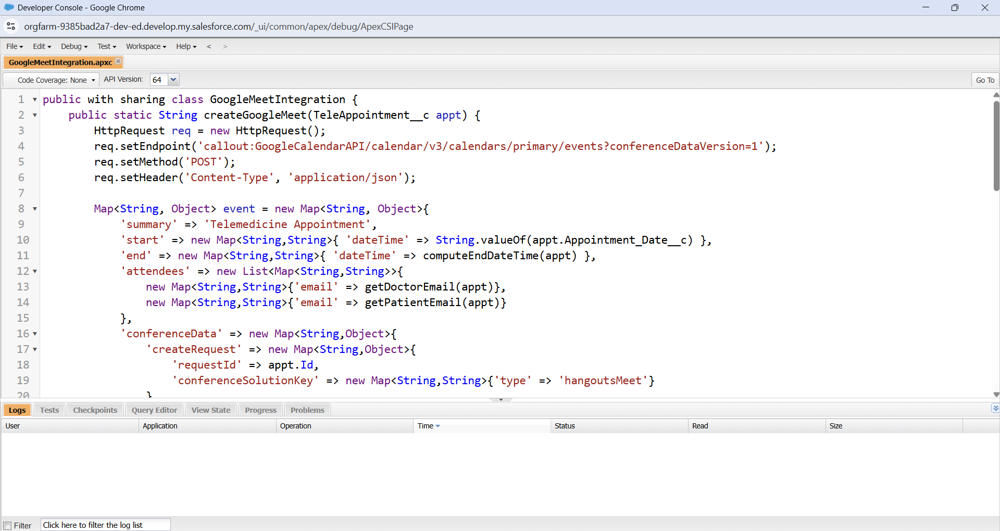 Developer Console - Google Chrome
orgfarm-9385bad2a7-dev-ed.develop.my.salesforce.com/_ui/common/apex/debug/ApexCSIPage
File Edit Debug Test Workspace Help < >
GoogleMeetIntegration.apxc
Code Coverage: None API Version: 64 Go To
1 public with sharing class GoogleMeetIntegration {
2 public static String createGoogleMeet(TeleAppointment__c appt) {
3 HttpRequest req = new HttpRequest();
4 req.setEndpoint('callout:GoogleCalendarAPI/calendar/v3/calendars/primary/events?conferenceDataVersion=1');
5 req.setMethod('POST');
6 req.setHeader('Content-Type', 'application/json');
7
8 Map<String, Object> event = new Map<String, Object>{
9 'summary' => 'Telemedicine Appointment',
10 'start' => new Map<String,String>{ 'dateTime' => String.valueOf(appt.Appointment_Date__c) },
11 'end' => new Map<String,String>{ 'dateTime' => computeEndDateTime(appt) },
12 'attendees' => new List<Map<String,String>>{
13 new Map<String,String>{'email' => getDoctorEmail(appt)},
14 new Map<String,String>{'email' => getPatientEmail(appt)}
15 },
16 'conferenceData' => new Map<String,Object>{
17 'createRequest' => new Map<String,Object>{
18 'requestId' => appt.Id,
19 'conferenceSolutionKey' => new Map<String,String>{'type' => 'hangoutsMeet'}
20 }
Logs Tests Checkpoints Query Editor View State Progress Problems
User Application Operation Time Status Read Size
Filter Click here to filter the log list